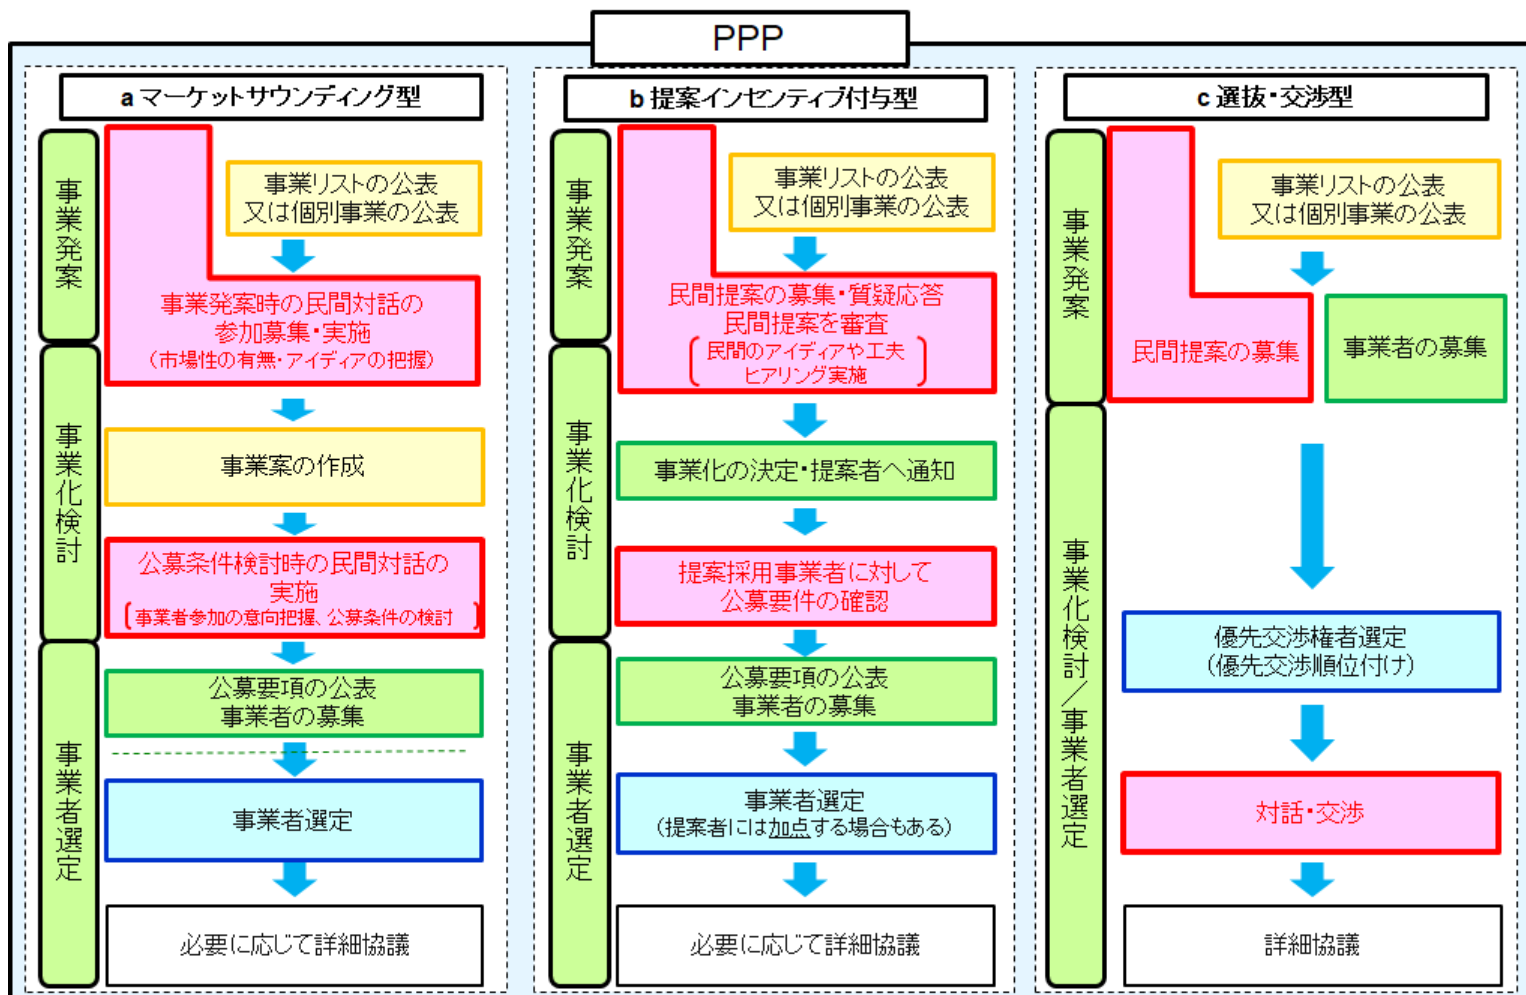 PPP
a マーケットサウンディング型
事業発案
事業リストの公表
又は個別事業の公表
事業発案時の民間対話の
参加募集・実施
(市場性の有無・アイディアの把握)
事業化検討
事業案の作成
公募条件検討時の民間対話の
実施
事業者参加の意向把握、公募条件の検討
事業者選定
公募要項の公表
事業者の募集
事業者選定
必要に応じて詳細協議
b 提案インセンティブ付与型
事業発案
事業リストの公表
又は個別事業の公表
民間提案の募集・質疑応答
民間提案を審査
民間のアイディアや工夫
ヒアリング実施
事業化検討
事業化の決定・提案者へ通知
提案採用事業者に対して
公募要件の確認
事業者選定
公募要項の公表
事業者の募集
事業者選定
(提案者には加点する場合もある)
必要に応じて詳細協議
c 選抜・交渉型
事業発案
事業リストの公表
又は個別事業の公表
民間提案の募集
事業者の募集
事業化検討/事業者選定
優先交渉権者選定
(優先交渉順位付け)
対話・交渉
詳細協議